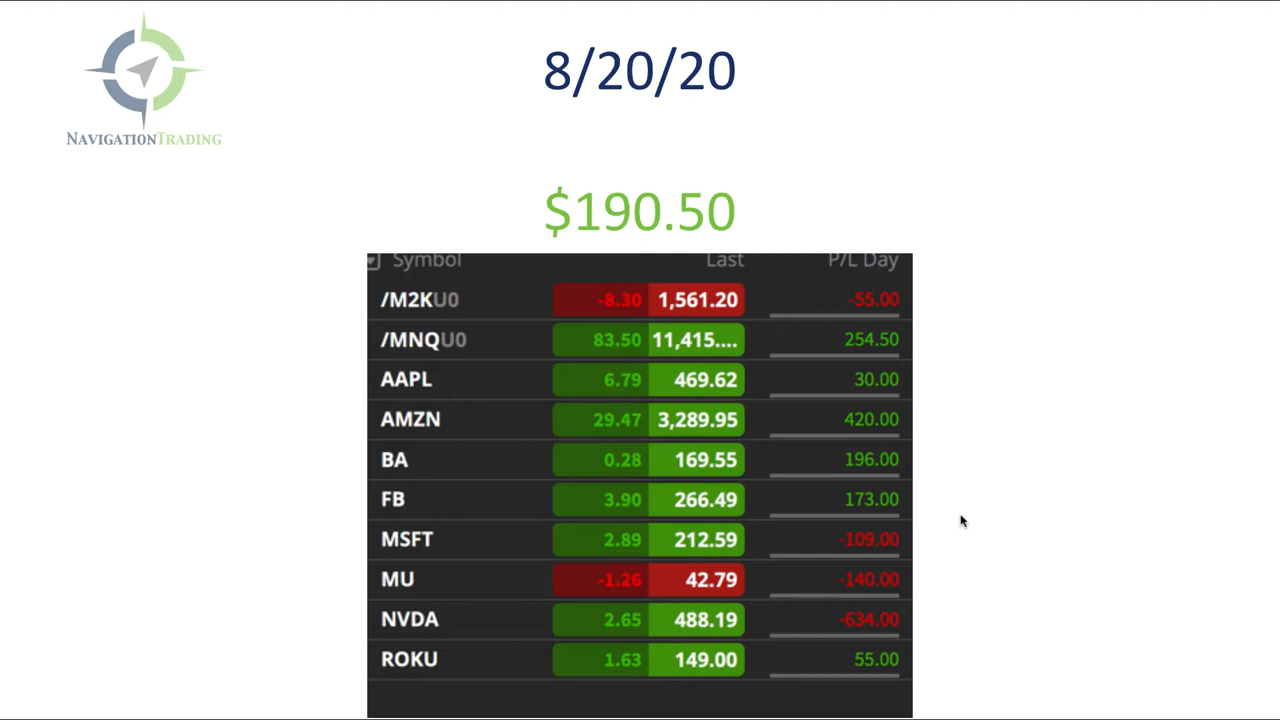 NAVIGATIONTRADING
8/20/20
$190.50
Symbol Last P/L Day
/M2KU0 -8.30 1,561.20 -55.00
/MNQU0 83.50 11,415.... 254.50
AAPL 6.79 469.62 30.00
AMZN 29.47 3,289.95 420.00
BA 0.28 169.55 196.00
FB 3.90 266.49 173.00
MSFT 2.89 212.59 -109.00
MU -1.26 42.79 -140.00
NVDA 2.65 488.19 -634.00
ROKU 1.63 149.00 55.00